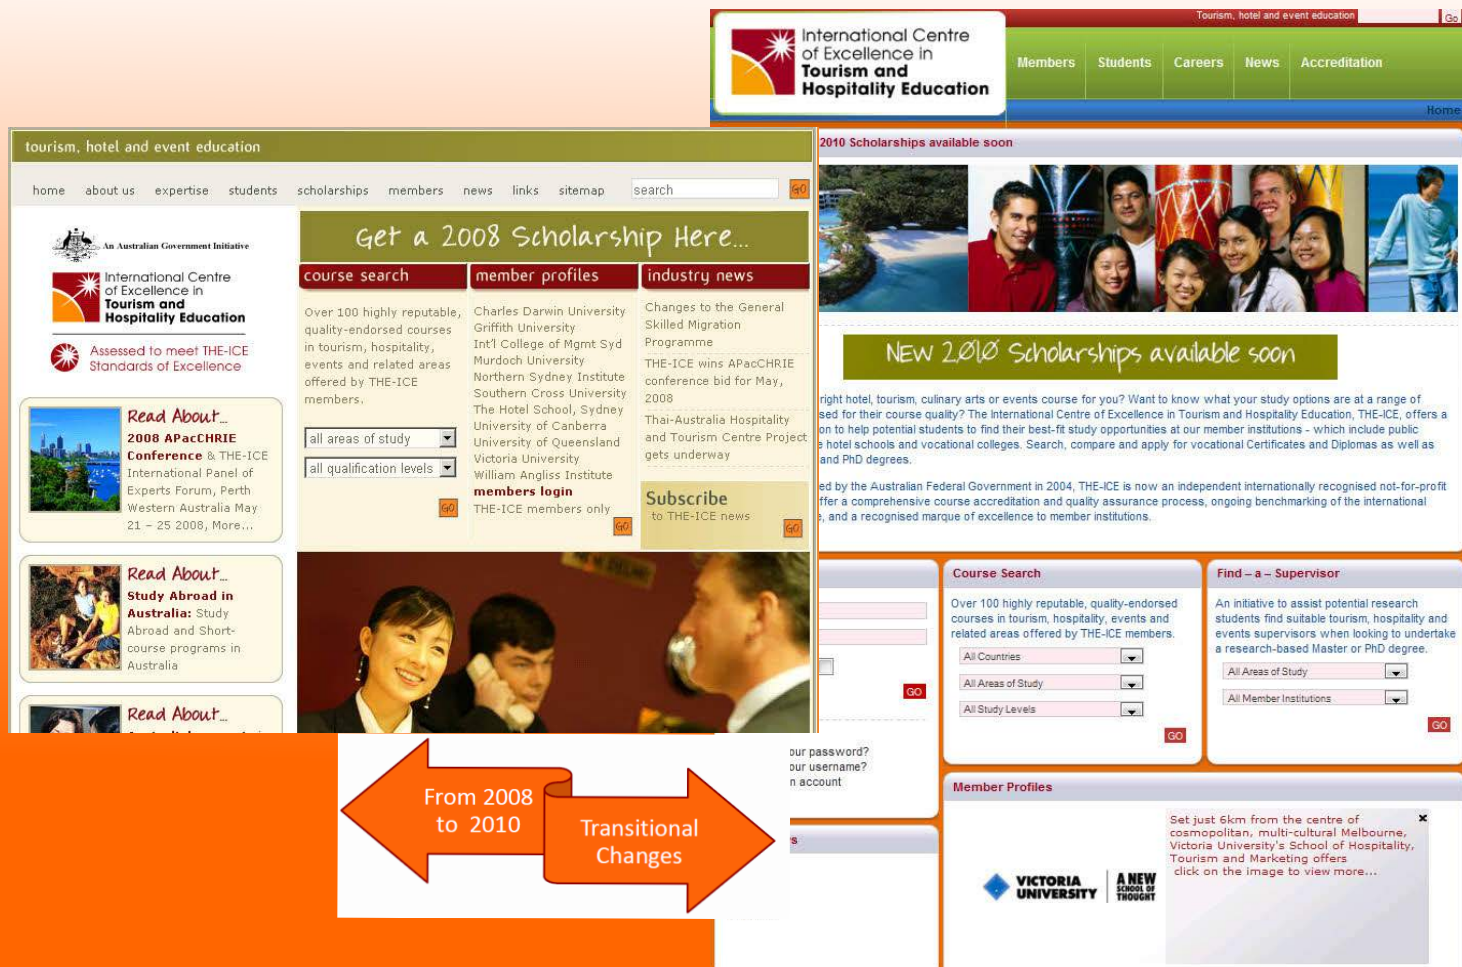 Tourism, hotel and event education
Go
International Centre
of Excellence in
Tourism and
Hospitality Education
Members Students Careers News Accreditation
Home
2010 Scholarships available soon
NEW 2010 Scholarships available soon
right hotel, tourism, culinary arts or events course for you? Want to know what your study options are at a range of
sed for their course quality? The International Centre of Excellence in Tourism and Hospitality Education, THE-ICE, offers a
on to help potential students to find their best-fit study opportunities at our member institutions - which include public
e hotel schools and vocational colleges. Search, compare and apply for vocational Certificates and Diplomas as well as
and PhD degrees.
ed by the Australian Federal Government in 2004, THE-ICE is now an independent internationally recognised not-for-profit
ffer a comprehensive course accreditation and quality assurance process, ongoing benchmarking of the international
, and a recognised marque of excellence to member institutions.
tourism, hotel and event education
home about us expertise students scholarships members news links sitemap search GO
An Australian Government Initiative
International Centre
of Excellence in
Tourism and
Hospitality Education
Assessed to meet THE-ICE
Standards of Excellence
Get a 2008 Scholarship Here...
course search
Over 100 highly reputable,
quality-endorsed courses
in tourism, hospitality,
events and related areas
offered by THE-ICE
members.
all areas of study
all qualification levels
GO
member profiles
Charles Darwin University
Griffith University
Int'l College of Mgmt Syd
Murdoch University
Northern Sydney Institute
Southern Cross University
The Hotel School, Sydney
University of Canberra
University of Queensland
Victoria University
William Angliss Institute
members login
THE-ICE members only
GO
industry news
Changes to the General
Skilled Migration
Programme
THE-ICE wins APacCHRIE
conference bid for May,
2008
Thai-Australia Hospitality
and Tourism Centre Project
gets underway
Subscribe
to THE-ICE news
GO
Read About...
2008 APacCHRIE
Conference & THE-ICE
International Panel of
Experts Forum, Perth
Western Australia May
21 – 25 2008, More...
Read About...
Study Abroad in
Australia: Study
Abroad and Short-
course programs in
Australia
Read About...
GO
our password?
our username?
n account
rs
Course Search
Over 100 highly reputable, quality-endorsed
courses in tourism, hospitality, events and
related areas offered by THE-ICE members.
All Countries
All Areas of Study
All Study Levels
GO
Find – a – Supervisor
An initiative to assist potential research
students find suitable tourism, hospitality and
events supervisors when looking to undertake
a research-based Master or PhD degree.
All Areas of Study
All Member Institutions
GO
Member Profiles
VICTORIA
UNIVERSITY
A NEW
SCHOOL OF
THOUGHT
Set just 6km from the centre of
cosmopolitan, multi-cultural Melbourne,
Victoria University's School of Hospitality,
Tourism and Marketing offers
click on the image to view more...
From 2008
to 2010
Transitional
Changes